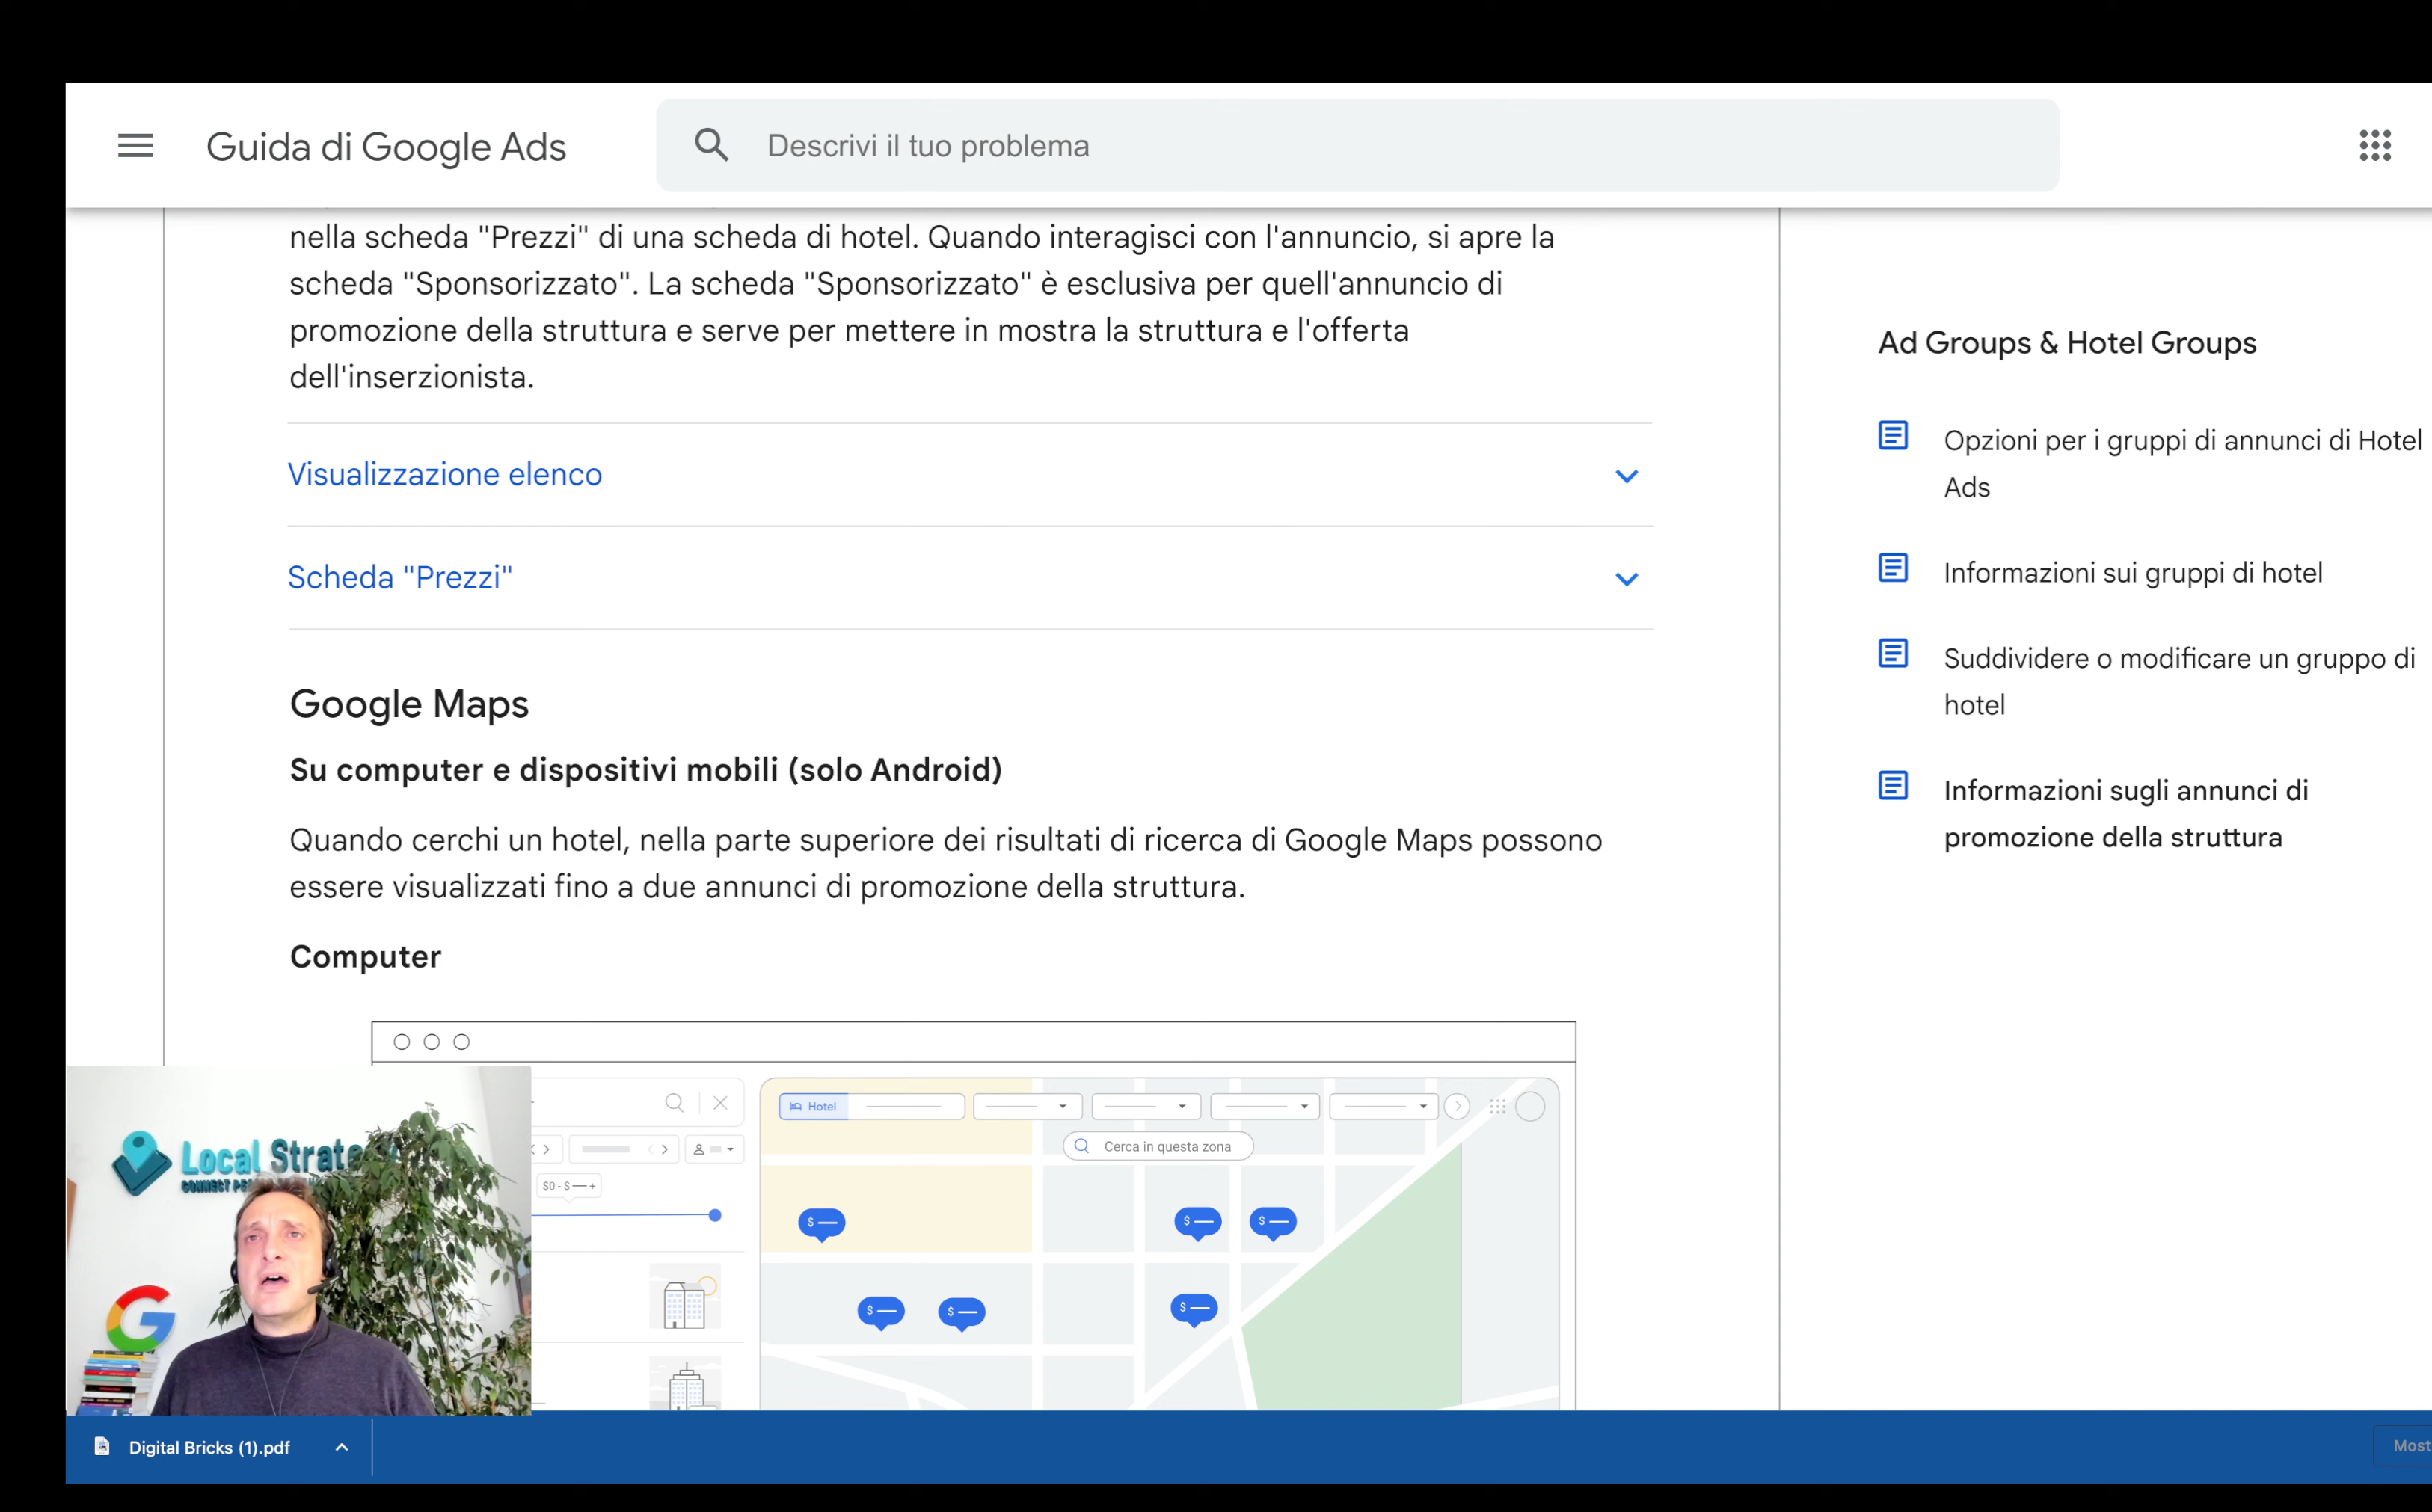 Guida di Google Ads
Descrivi il tuo problema
nella scheda "Prezzi" di una scheda di hotel. Quando interagisci con l'annuncio, si apre la
scheda "Sponsorizzato". La scheda "Sponsorizzato" è esclusiva per quell'annuncio di
promozione della struttura e serve per mettere in mostra la struttura e l'offerta
dell'inserzionista.
Visualizzazione elenco
Scheda "Prezzi"
Google Maps
Su computer e dispositivi mobili (solo Android)
Quando cerchi un hotel, nella parte superiore dei risultati di ricerca di Google Maps possono
essere visualizzati fino a due annunci di promozione della struttura.
Computer
Hotel
Cerca in questa zona
$0 - $ — +
$ —
$ —
$ —
$ —
$ —
$ —
Ad Groups & Hotel Groups
Opzioni per i gruppi di annunci di Hotel
Ads
Informazioni sui gruppi di hotel
Suddividere o modificare un gruppo di
hotel
Informazioni sugli annunci di
promozione della struttura
Local
CONNECT
G
Digital Bricks (1).pdf
Most